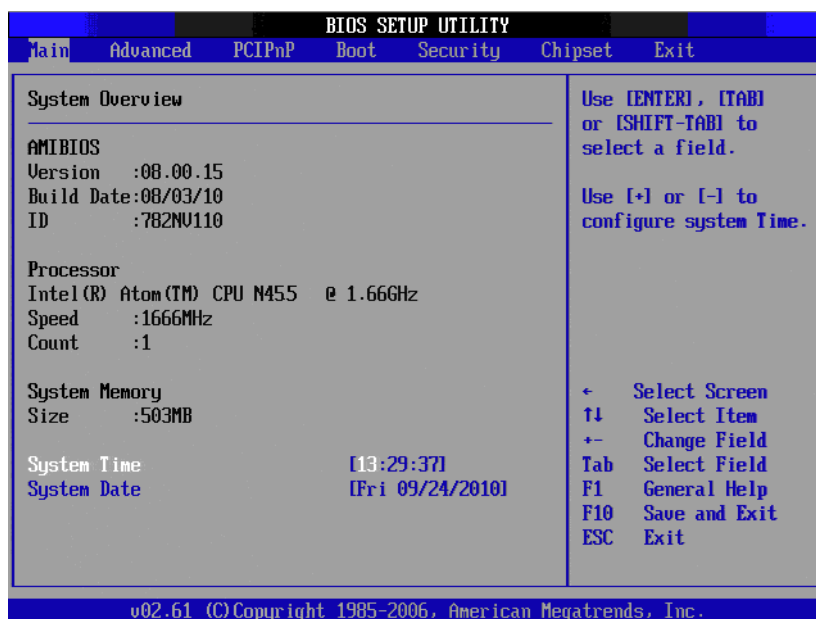 BIOS SETUP UTILITY
Main Advanced PCIPnP Boot Security Chipset Exit
System Overview
AMIBIOS
Version :08.00.15
Build Date:08/03/10
ID :782NV110
Processor
Intel(R) Atom(TM) CPU N455 @ 1.66GHz
Speed :1666MHz
Count :1
System Memory
Size :503MB
System Time [13:29:37]
System Date [Fri 09/24/2010]
Use [ENTER], [TAB]
or [SHIFT-TAB] to
select a field.
Use [+] or [-] to
configure system Time.
← Select Screen
↑↓ Select Item
+- Change Field
Tab Select Field
F1 General Help
F10 Save and Exit
ESC Exit
v02.61 (C)Copyright 1985-2006, American Megatrends, Inc.